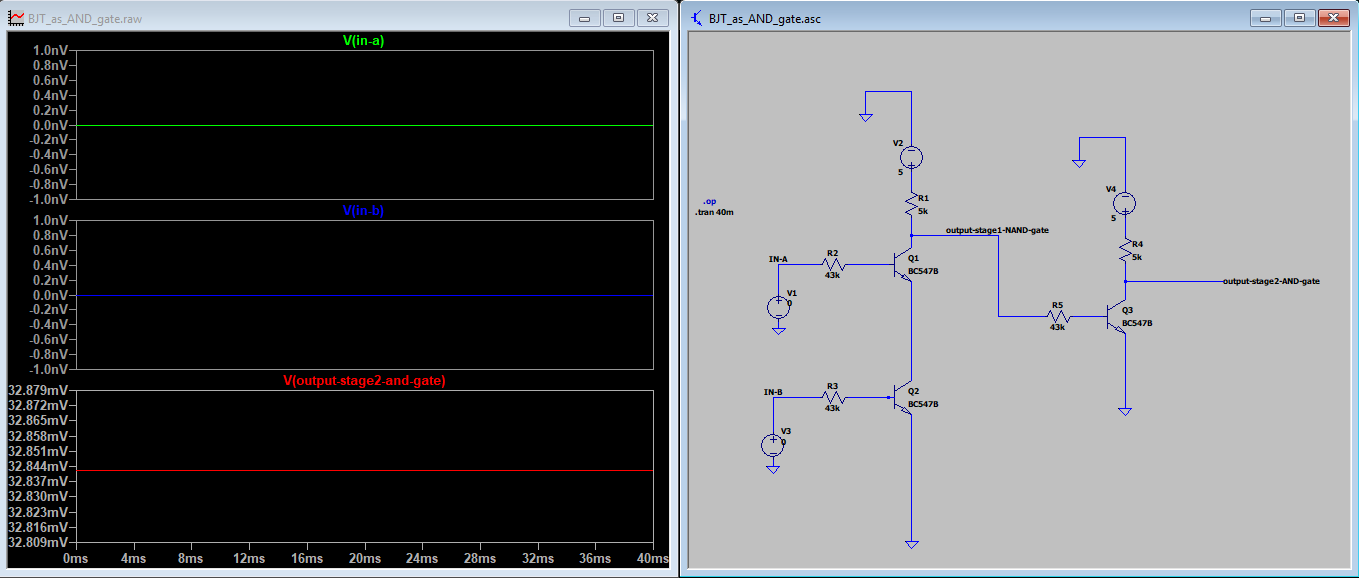 BJT_as_AND_gate.raw
V(in-a)
1.0nV
0.8nV
0.6nV
0.4nV
0.2nV
0.0nV
-0.2nV
-0.4nV
-0.6nV
-0.8nV
-1.0nV
V(in-b)
1.0nV
0.8nV
0.6nV
0.4nV
0.2nV
0.0nV
-0.2nV
-0.4nV
-0.6nV
-0.8nV
-1.0nV
V(output-stage2-and-gate)
32.879mV
32.872mV
32.865mV
32.858mV
32.851mV
32.844mV
32.837mV
32.830mV
32.823mV
32.816mV
32.809mV
0ms 4ms 8ms 12ms 16ms 20ms 24ms 28ms 32ms 36ms 40ms
BJT_as_AND_gate.asc
.op
.tran 40m
V2
5
R1
5k
output-stage1-NAND-gate
IN-A
R2
43k
Q1
BC547B
V1
0
IN-B
R3
43k
Q2
BC547B
V3
0
V4
5
R4
5k
output-stage2-AND-gate
R5
43k
Q3
BC547B